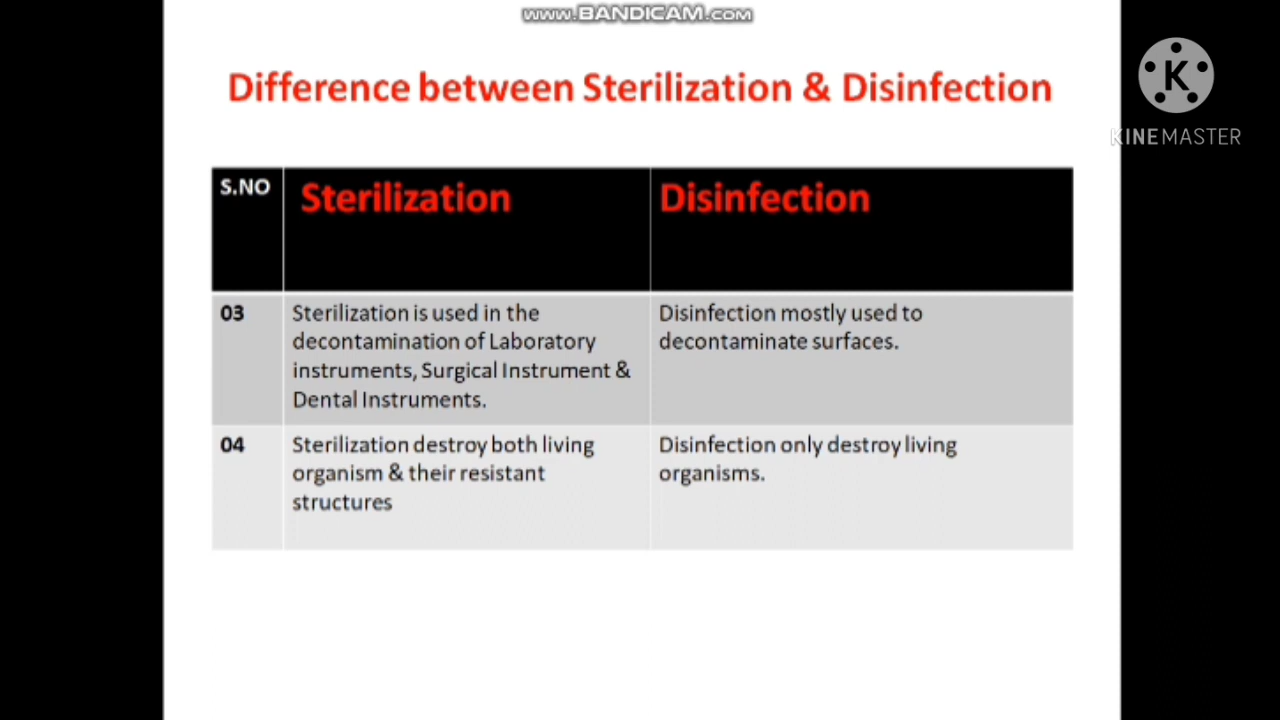 www.BANDICAM.com
Difference between Sterilization & Disinfection
KINEMASTER
S.NO
Sterilization
Disinfection
03
Sterilization is used in the
decontamination of Laboratory
instruments, Surgical Instrument &
Dental Instruments.
Disinfection mostly used to
decontaminate surfaces.
04
Sterilization destroy both living
organism & their resistant
structures
Disinfection only destroy living
organisms.